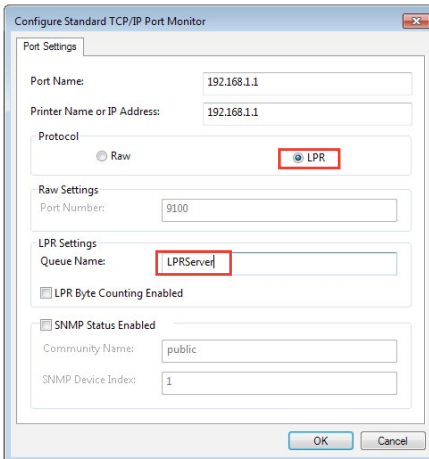 Configure Standard TCP/IP Port Monitor
Port Settings
Port Name: 192.168.1.1
Printer Name or IP Address: 192.168.1.1
Protocol
Raw LPR
Raw Settings
Port Number: 9100
LPR Settings
Queue Name: LPRServer
LPR Byte Counting Enabled
SNMP Status Enabled
Community Name: public
SNMP Device Index: 1
OK Cancel